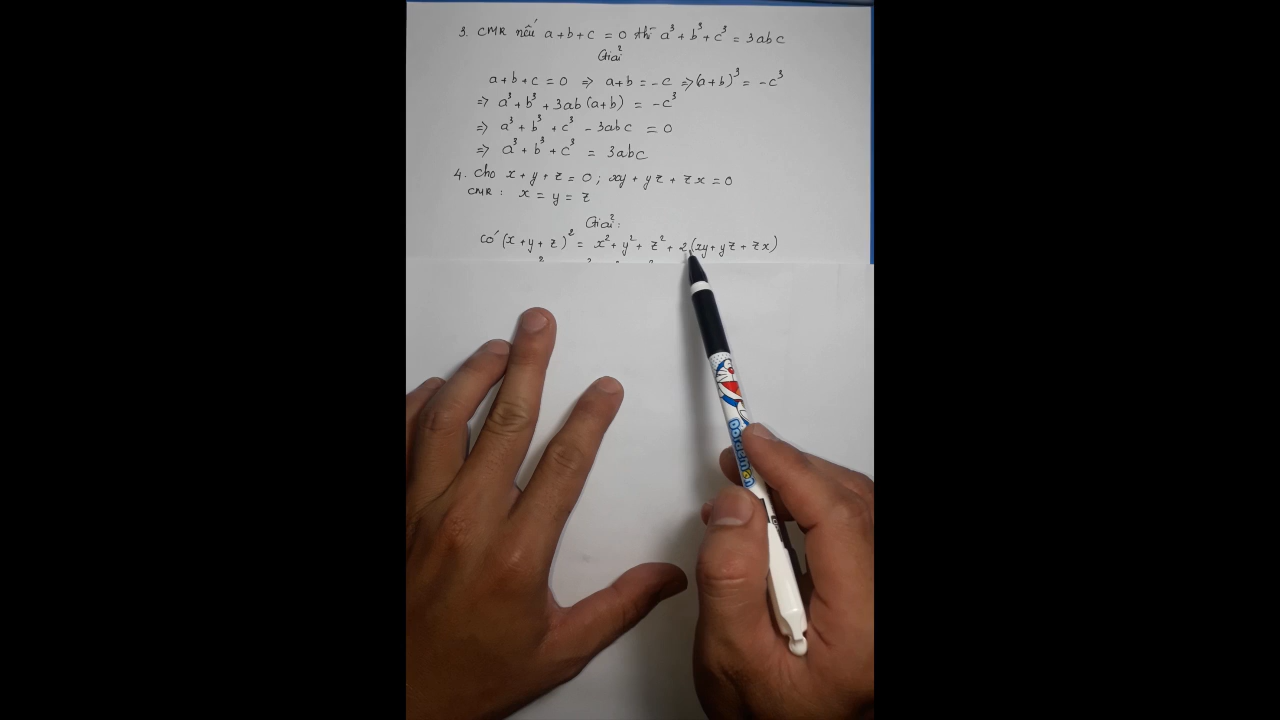 3. CMR nếu a + b + c = 0 thì a³ + b³ + c³ = 3abc
Giải
a + b + c = 0 => a + b = -c => (a + b)³ = -c³
=> a³ + b³ + 3ab (a + b) = -c³
=> a³ + b³ + c³ - 3abc = 0
=> a³ + b³ + c³ = 3abc
4. Cho x + y + z = 0 ; xy + yz + zx = 0
CMR : x = y = z
Giải :
Có (x + y + z)² = x² + y² + z² + 2(xy + yz + zx)
Doraemon